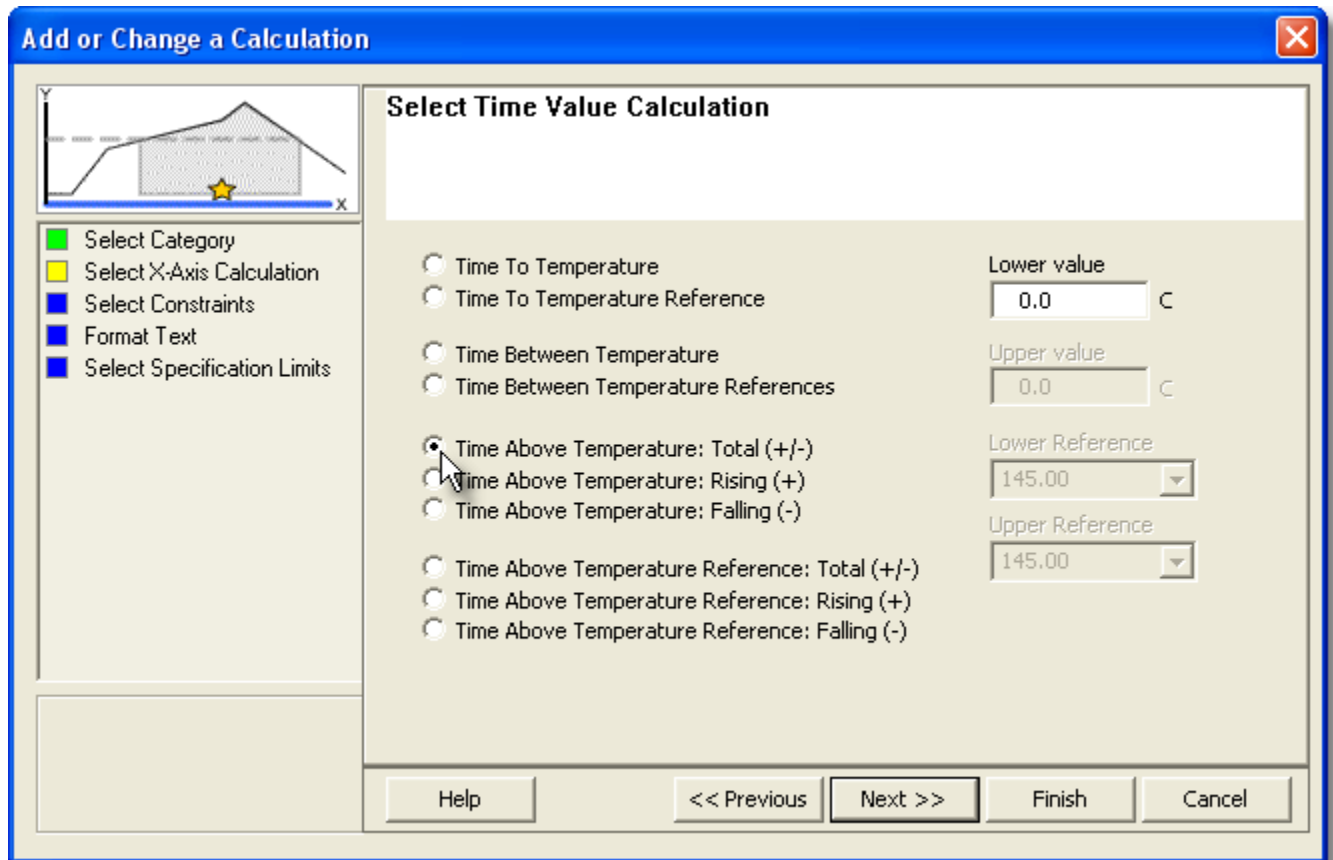 Add or Change a Calculation
Y
X
Select Category
Select X-Axis Calculation
Select Constraints
Format Text
Select Specification Limits
Select Time Value Calculation
Time To Temperature
Time To Temperature Reference
Time Between Temperature
Time Between Temperature References
Time Above Temperature: Total (+/-)
Time Above Temperature: Rising (+)
Time Above Temperature: Falling (-)
Time Above Temperature Reference: Total (+/-)
Time Above Temperature Reference: Rising (+)
Time Above Temperature Reference: Falling (-)
Lower value
0.0 C
Upper value
0.0 C
Lower Reference
145.00
Upper Reference
145.00
Help
<< Previous
Next >>
Finish
Cancel